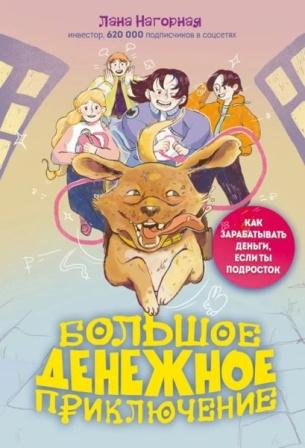 Лана Нагорная
инвестор, 620 000 подписчиков в соцсетях
КАК
ЗАРАБАТЫВАТЬ
ДЕНЬГИ,
ЕСЛИ ТЫ
ПОДРОСТОК
БОЛЬШОЕ
ДЕНЕЖНОЕ
ПРИКЛЮЧЕНИЕ